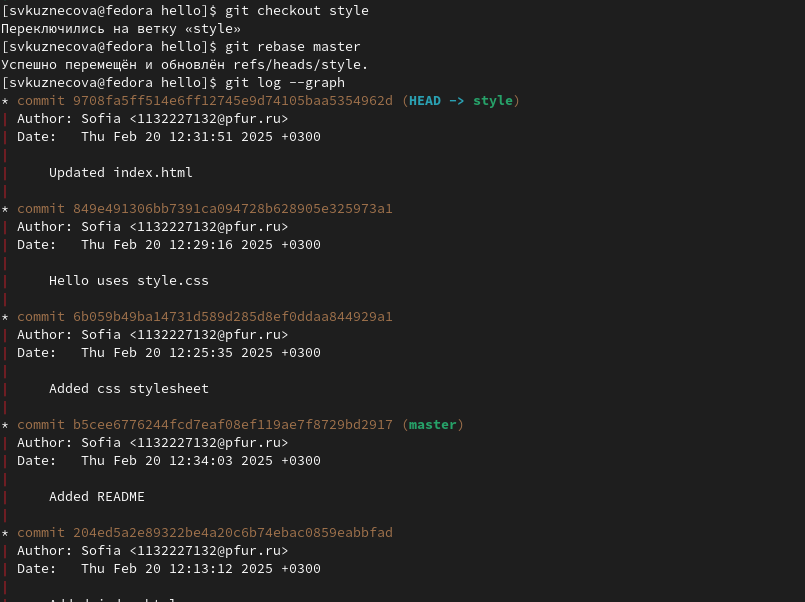 [svkuznecova@fedora hello]$ git checkout style
Переключились на ветку «style»
[svkuznecova@fedora hello]$ git rebase master
Успешно перемещён и обновлён refs/heads/style.
[svkuznecova@fedora hello]$ git log --graph
* commit 9708fa5ff514e6ff12745e9d74105baa5354962d (HEAD -> style)
| Author: Sofia <1132227132@pfur.ru>
| Date:   Thu Feb 20 12:31:51 2025 +0300
|
|     Updated index.html
|
* commit 849e491306bb7391ca094728b628905e325973a1
| Author: Sofia <1132227132@pfur.ru>
| Date:   Thu Feb 20 12:29:16 2025 +0300
|
|     Hello uses style.css
|
* commit 6b059b49ba14731d589d285d8ef0ddaa844929a1
| Author: Sofia <1132227132@pfur.ru>
| Date:   Thu Feb 20 12:25:35 2025 +0300
|
|     Added css stylesheet
|
* commit b5cee6776244fcd7eaf08ef119ae7f8729bd2917 (master)
| Author: Sofia <1132227132@pfur.ru>
| Date:   Thu Feb 20 12:34:03 2025 +0300
|
|     Added README
|
* commit 204ed5a2e89322be4a20c6b74ebac0859eabbfad
| Author: Sofia <1132227132@pfur.ru>
| Date:   Thu Feb 20 12:13:12 2025 +0300
|